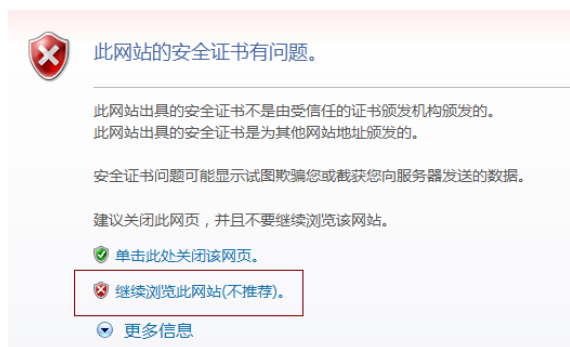 此网站的安全证书有问题。
此网站出具的安全证书不是由受信任的证书颁发机构颁发的。
此网站出具的安全证书是为其他网站地址颁发的。
安全证书问题可能显示试图欺骗您或截获您向服务器发送的数据。
建议关闭此网页，并且不要继续浏览该网站。
单击此处关闭该网页。
继续浏览此网站(不推荐)。
更多信息